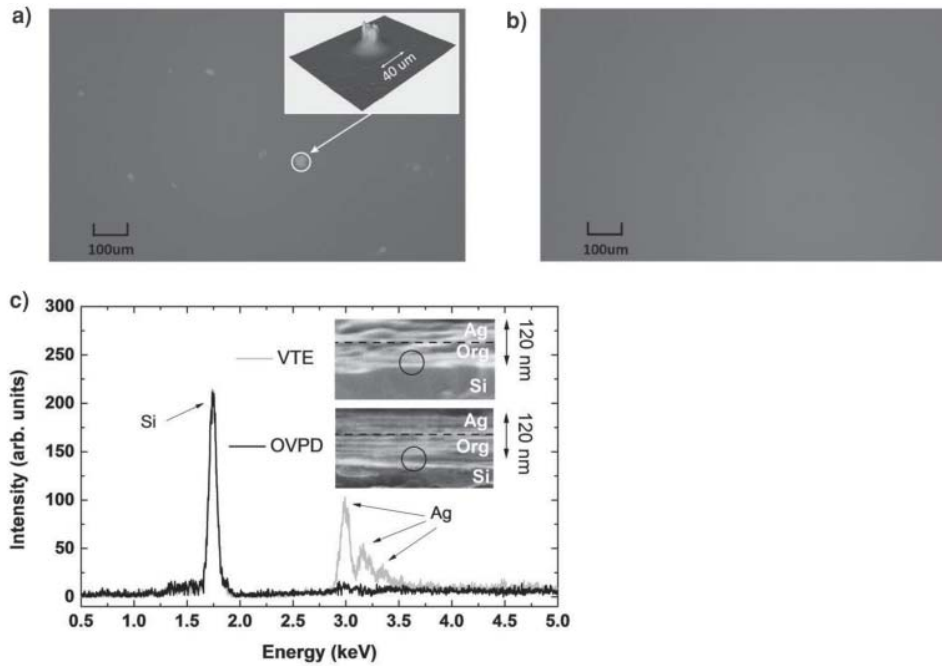 a)
40 um
100um
b)
100um
c)
300
250
200
150
100
50
0
Intensity (arb. units)
0.5 1.0 1.5 2.0 2.5 3.0 3.5 4.0 4.5 5.0
Energy (keV)
Si
VTE
OVPD
Ag
Org
Si
120 nm
Ag
Org
Si
120 nm
Ag